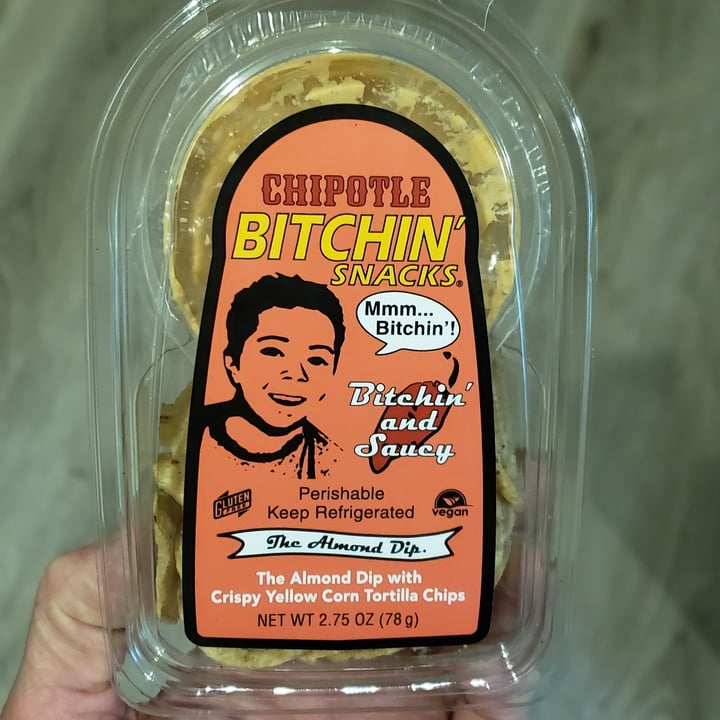 CHIPOTLE
BITCHIN'
SNACKS®
Mmm...
Bitchin'!
Bitchin'
and
Saucy
GLUTEN
FREE
Perishable
Keep Refrigerated
vegan
The Almond Dip.
The Almond Dip with
Crispy Yellow Corn Tortilla Chips
NET WT 2.75 OZ (78 g)